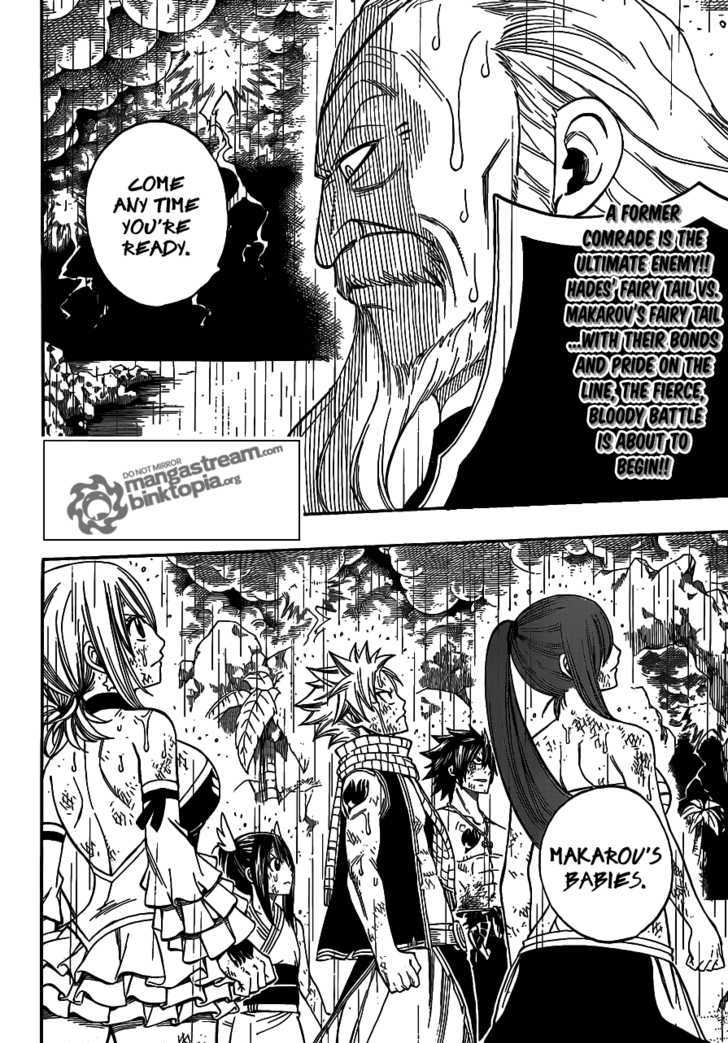 COME
ANY TIME
YOU'RE
READY.
A FORMER
COMRADE IS THE
ULTIMATE ENEMY!!
HADES' FAIRY TAIL VS.
MAKAROV'S FAIRY TAIL
...WITH THEIR BONDS
AND PRIDE ON THE
LINE, THE FIERCE,
BLOODY BATTLE
IS ABOUT TO
BEGIN!!
DO NOT MIRROR
mangastream.com
binktopia.org
MAKAROV'S
BABIES.